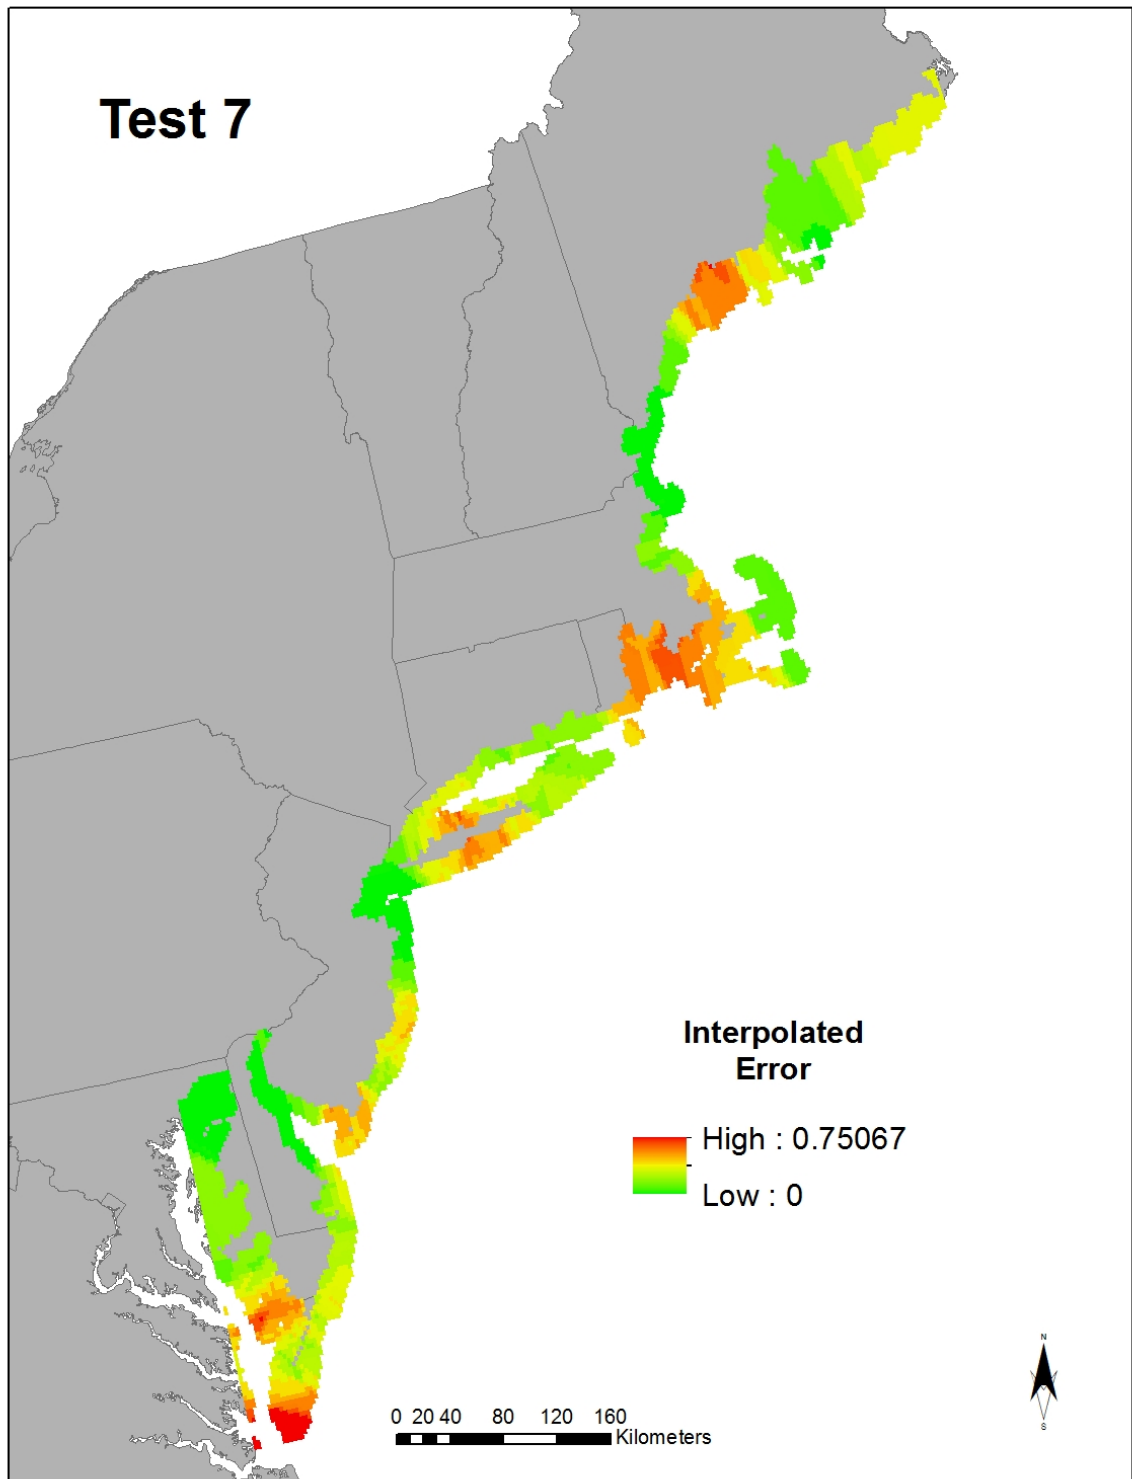 Test 7
Interpolated
Error
High : 0.75067
Low : 0
N
S
0 20 40 80 120 160
Kilometers